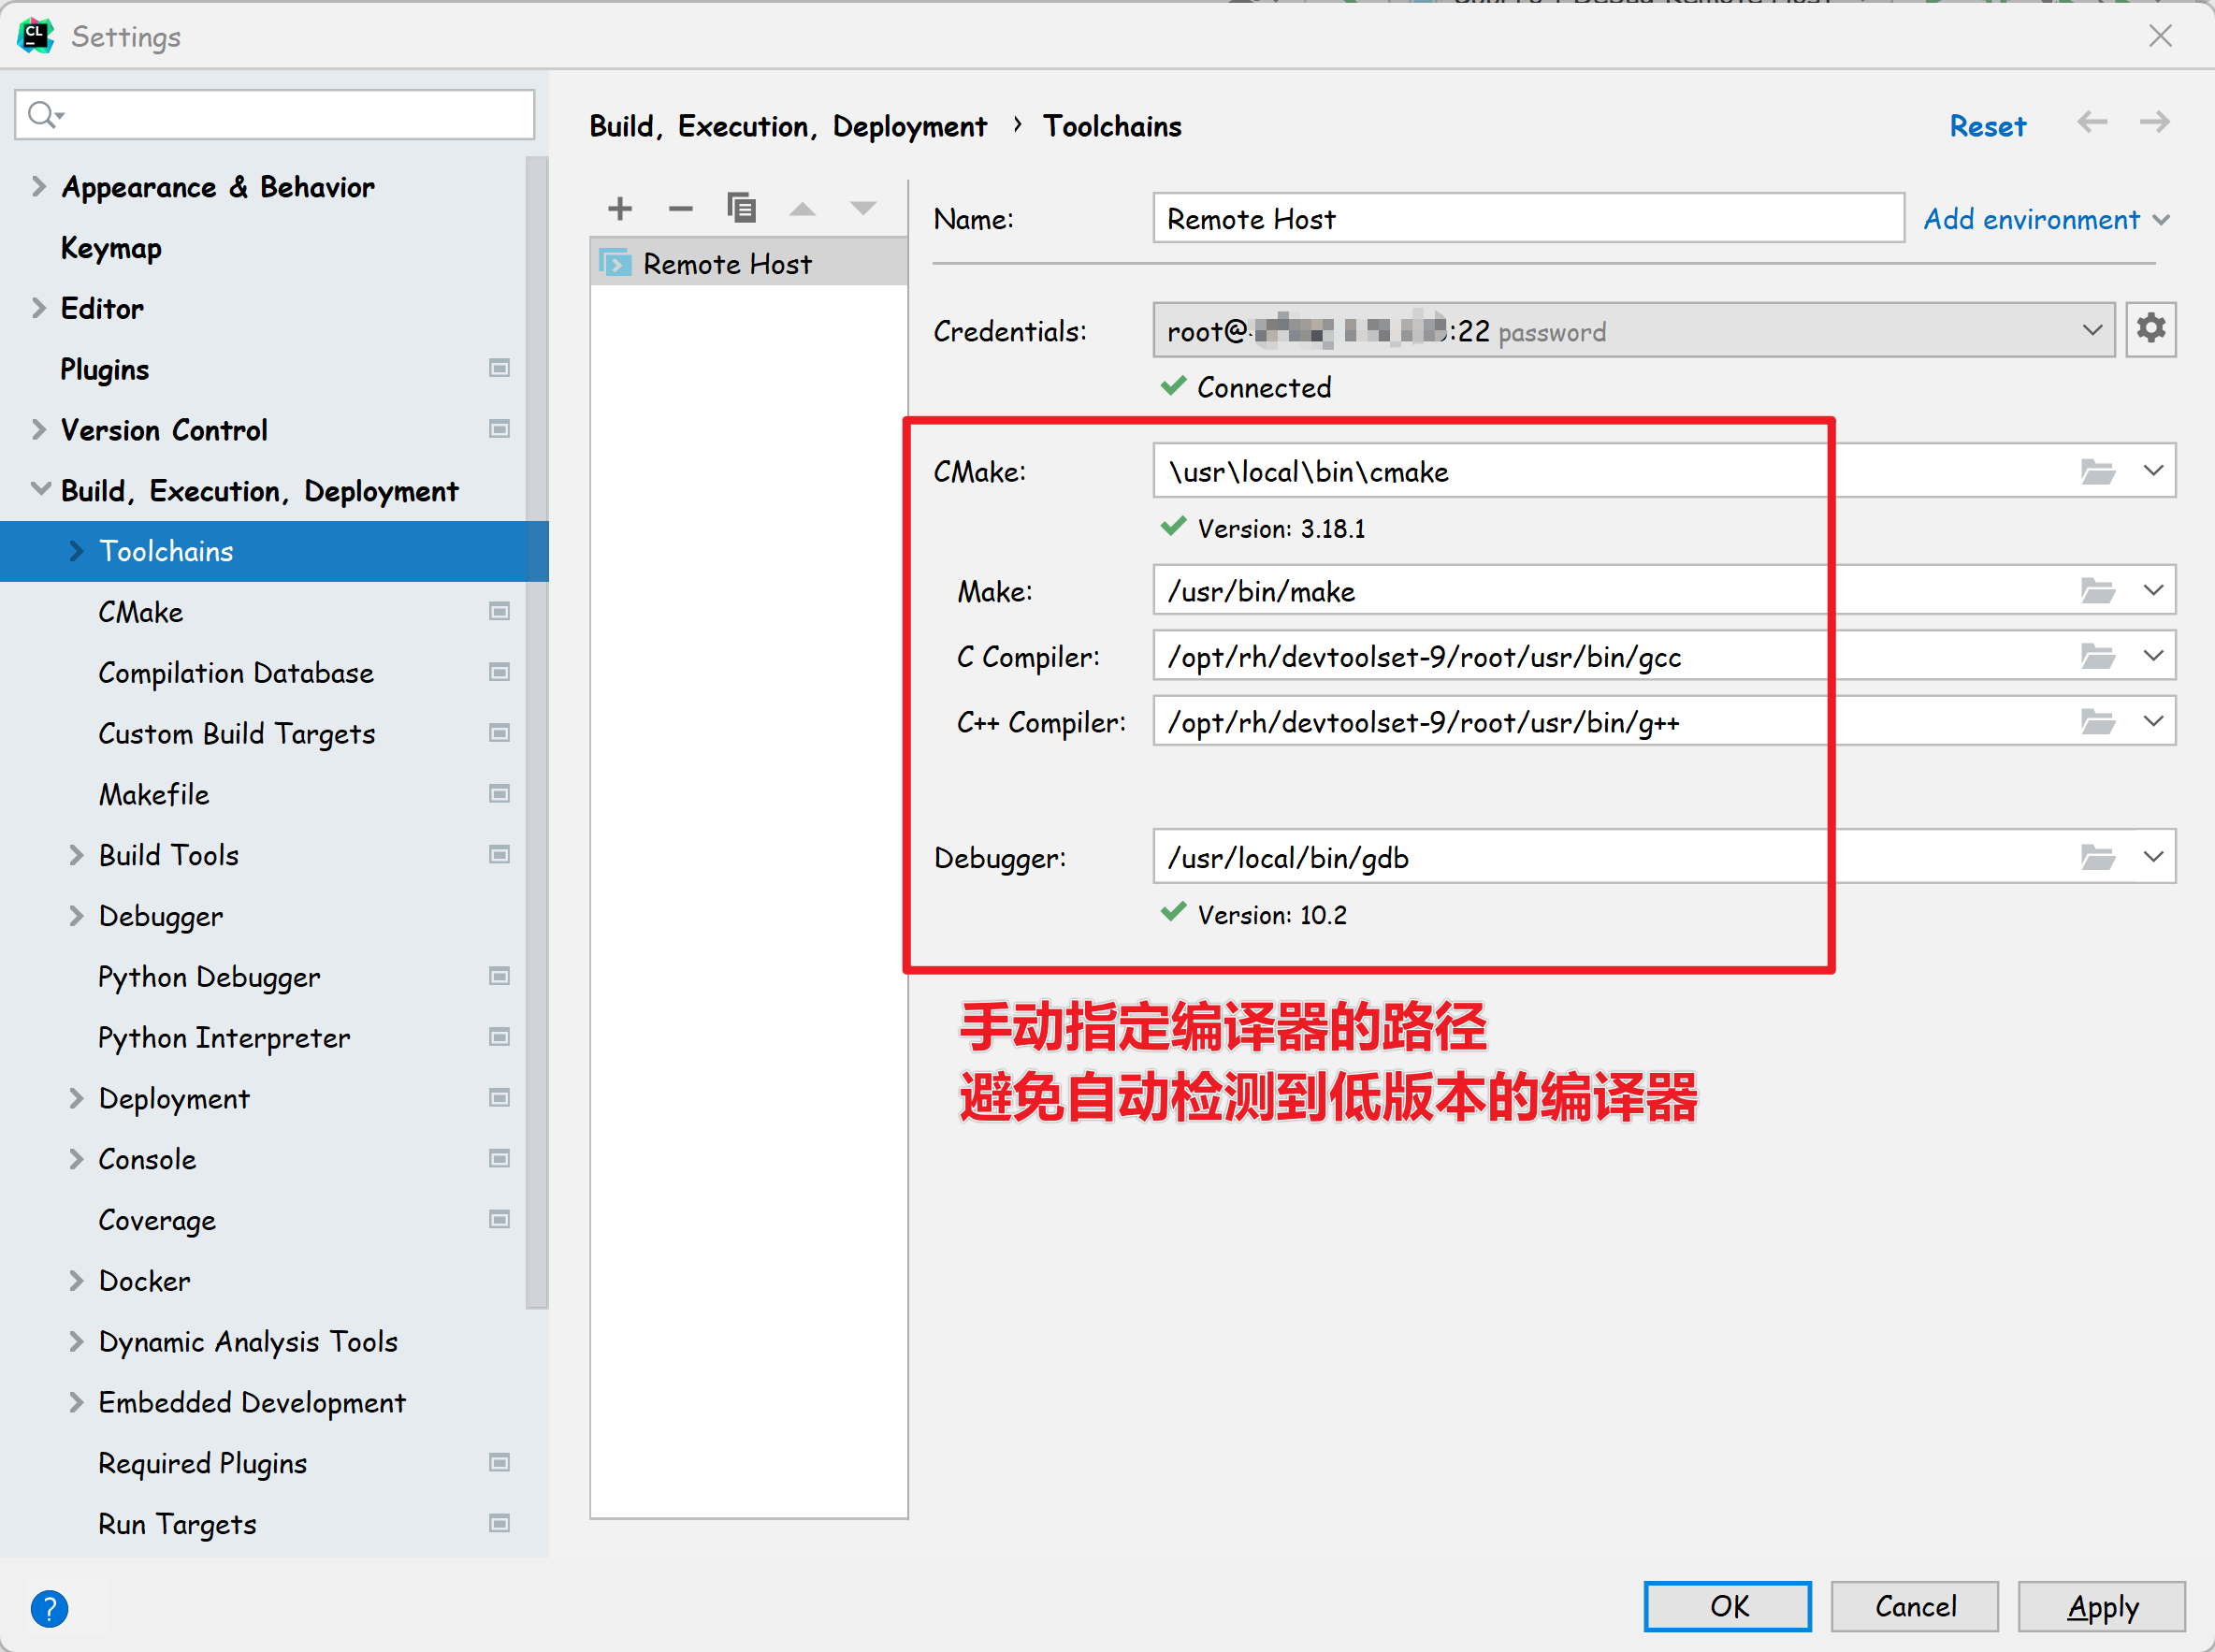 Settings
Build, Execution, Deployment › Toolchains
Reset
Appearance & Behavior
Keymap
Editor
Plugins
Version Control
Build, Execution, Deployment
Toolchains
CMake
Compilation Database
Custom Build Targets
Makefile
Build Tools
Debugger
Python Debugger
Python Interpreter
Deployment
Console
Coverage
Docker
Dynamic Analysis Tools
Embedded Development
Required Plugins
Run Targets
Remote Host
Name: Remote Host Add environment
Credentials: root@ :22 password
Connected
CMake: \usr\local\bin\cmake
Version: 3.18.1
Make: /usr/bin/make
C Compiler: /opt/rh/devtoolset-9/root/usr/bin/gcc
C++ Compiler: /opt/rh/devtoolset-9/root/usr/bin/g++
Debugger: /usr/local/bin/gdb
Version: 10.2
手动指定编译器的路径
避免自动检测到低版本的编译器
? OK Cancel Apply